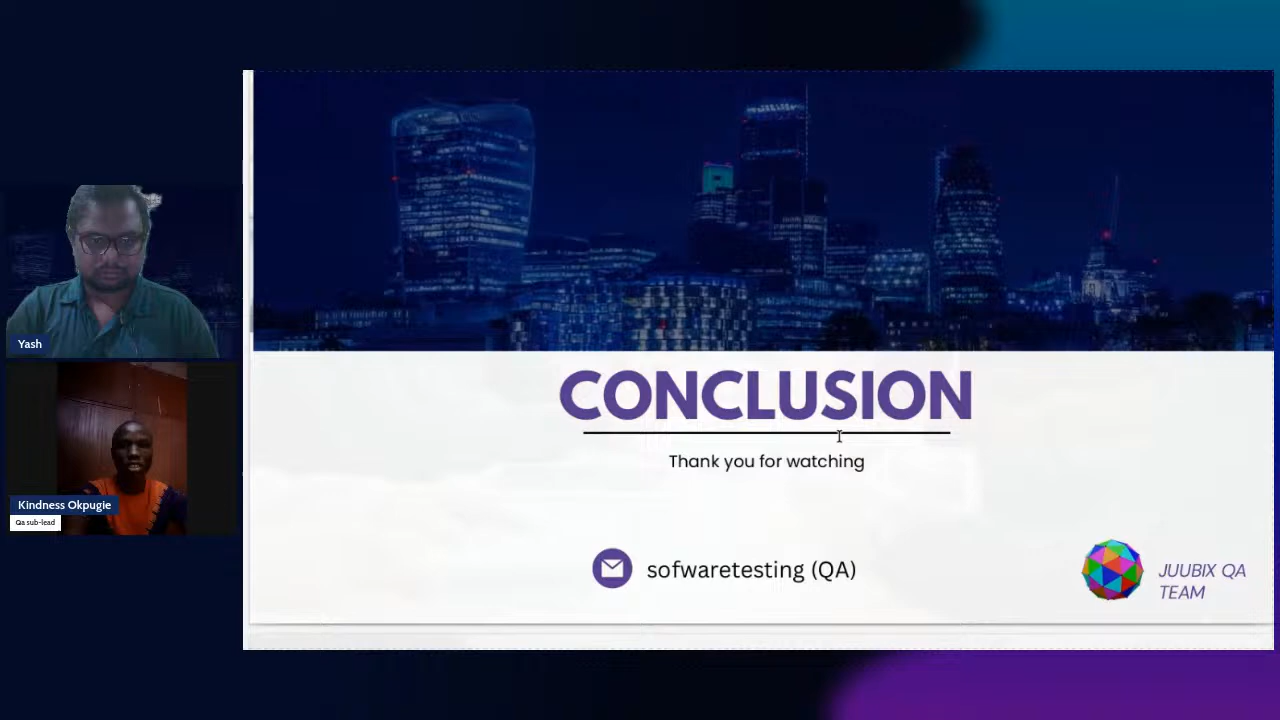 Yash
Kindness Okpugie
Qa sub-lead
CONCLUSION
Thank you for watching
sofwaretesting (QA)
JUUBIX QA
TEAM